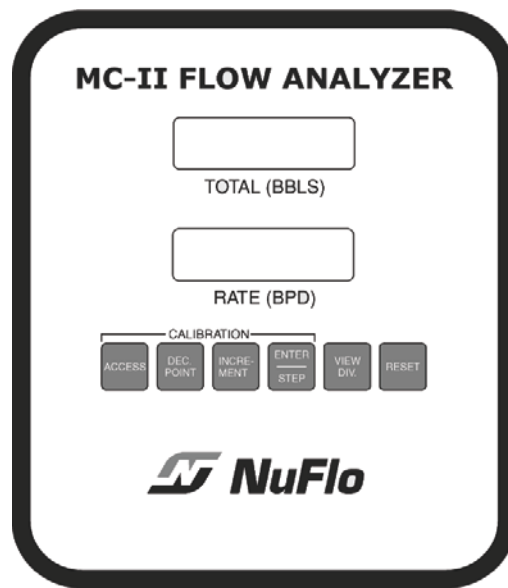 MC-II FLOW ANALYZER
TOTAL (BBLS)
RATE (BPD)
CALIBRATION
ACCESS
DEC.
POINT
INCRE-
MENT
ENTER
STEP
VIEW
DIV.
RESET
NuFlo